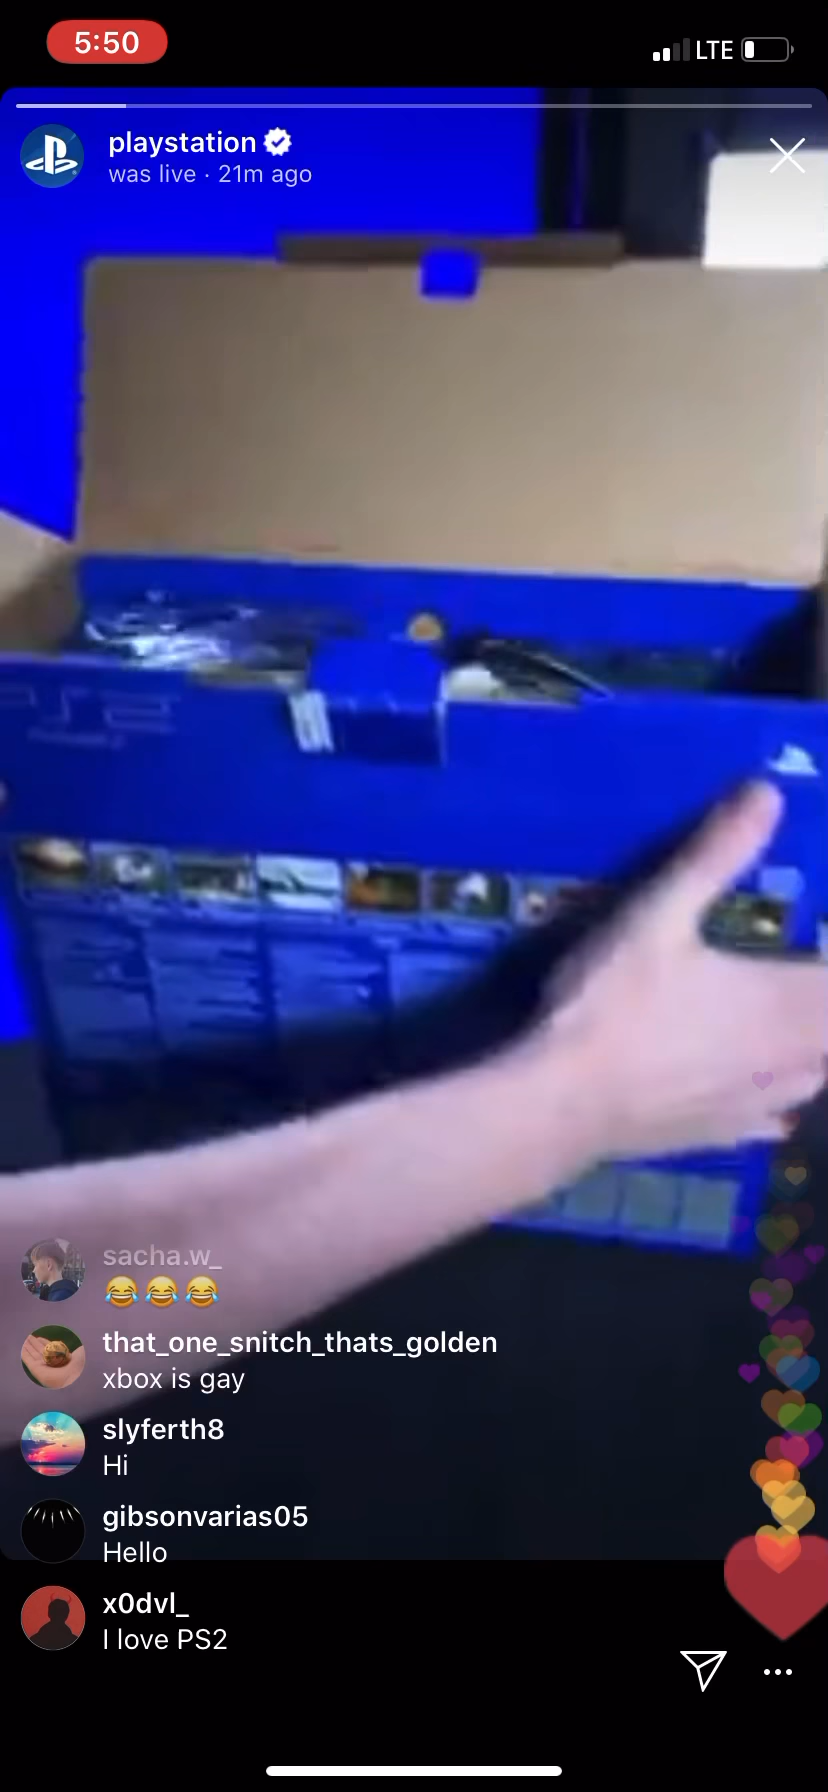 5:50
LTE
playstation
was live · 21m ago
PS2
sacha.w_
😂😂😂
that_one_snitch_thats_golden
xbox is gay
slyferth8
Hi
gibsonvarias05
Hello
x0dvl_
I love PS2